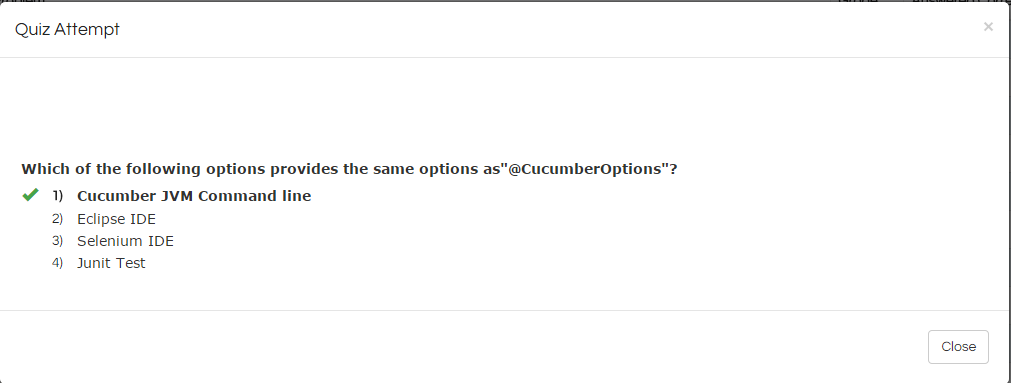 Quiz Attempt
×
Which of the following options provides the same options as"@CucumberOptions"?
1) Cucumber JVM Command line
2) Eclipse IDE
3) Selenium IDE
4) Junit Test
Close